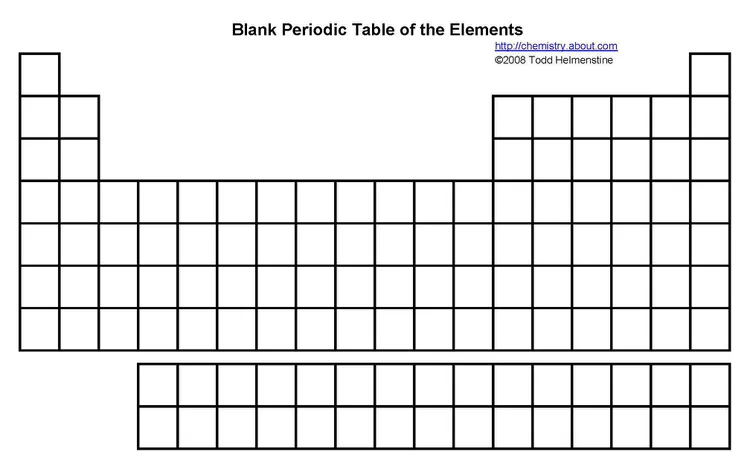 Blank Periodic Table of the Elements
http://chemistry.about.com
©2008 Todd Helmenstine